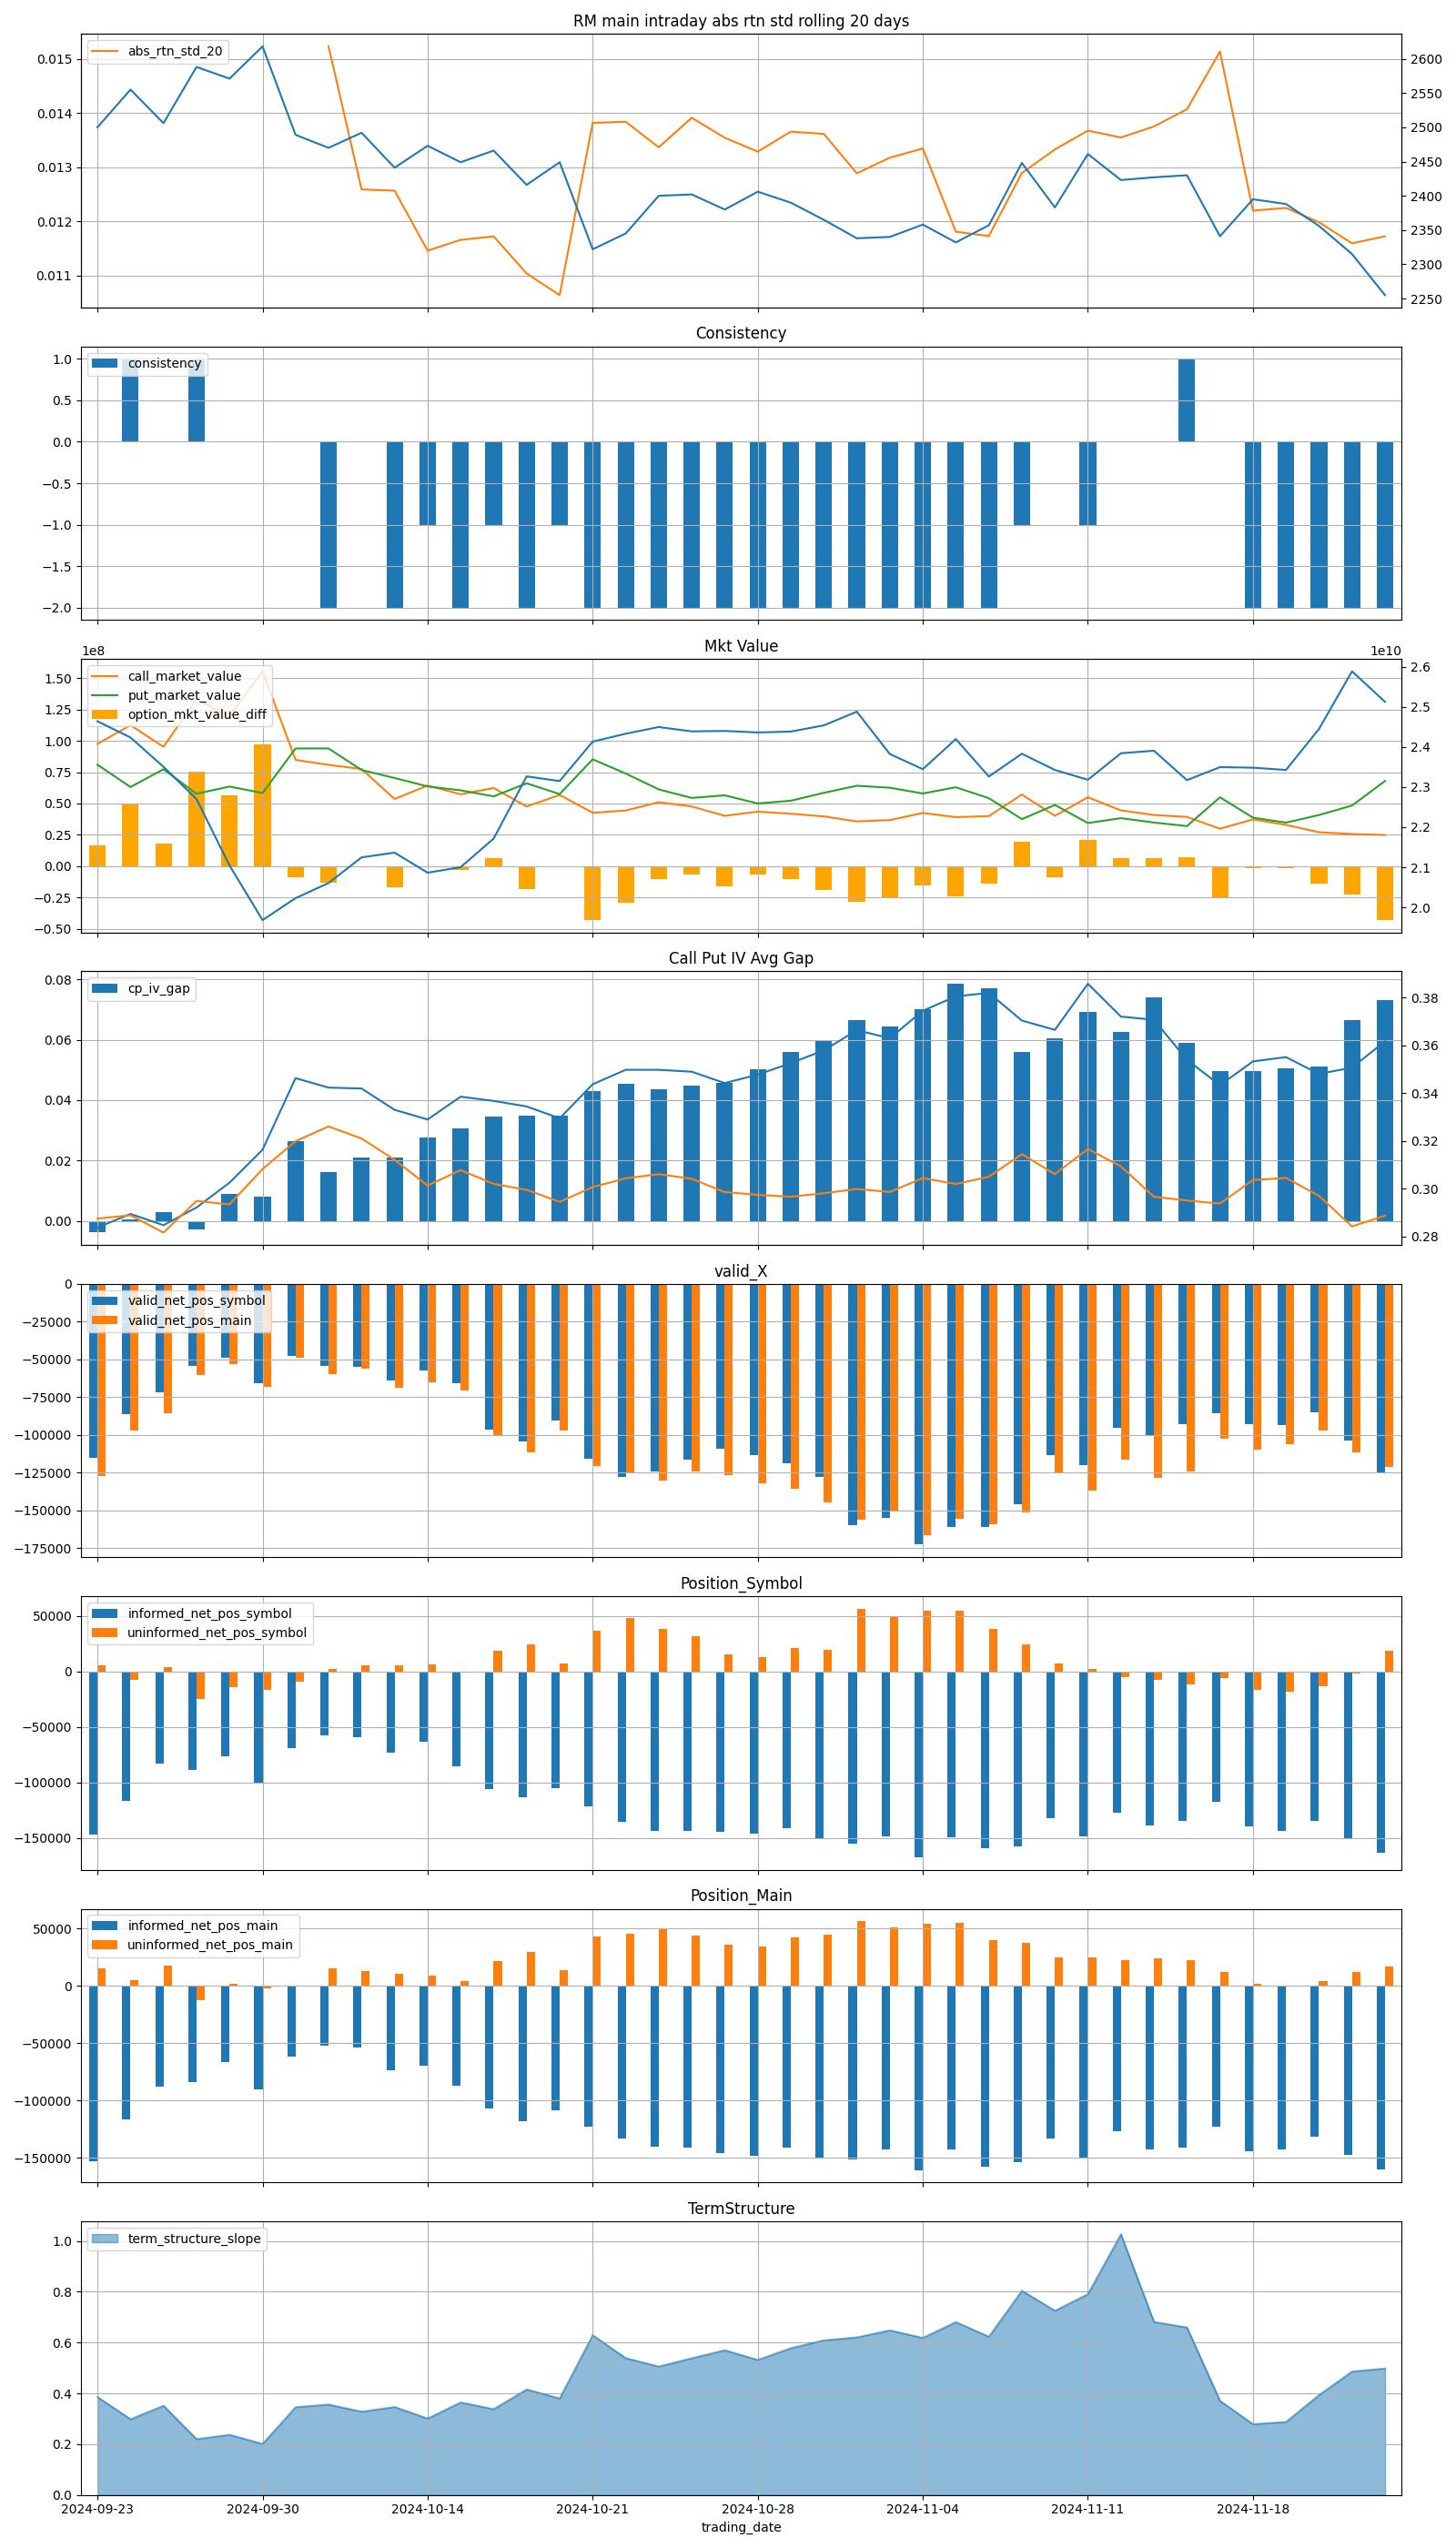 RM main intraday abs rtn std rolling 20 days
abs_rtn_std_20
0.015
0.014
0.013
0.012
0.011
2600
2550
2500
2450
2400
2350
2300
2250
Consistency
consistency
1.0
0.5
0.0
−0.5
−1.0
−1.5
−2.0
Mkt Value
1e8
1e10
call_market_value
put_market_value
option_mkt_value_diff
1.50
1.25
1.00
0.75
0.50
0.25
0.00
−0.25
−0.50
2.6
2.5
2.4
2.3
2.2
2.1
2.0
Call Put IV Avg Gap
cp_iv_gap
0.08
0.06
0.04
0.02
0.00
0.38
0.36
0.34
0.32
0.30
0.28
valid_X
valid_net_pos_symbol
valid_net_pos_main
0
−25000
−50000
−75000
−100000
−125000
−150000
−175000
Position_Symbol
informed_net_pos_symbol
uninformed_net_pos_symbol
50000
0
−50000
−100000
−150000
Position_Main
informed_net_pos_main
uninformed_net_pos_main
50000
0
−50000
−100000
−150000
TermStructure
term_structure_slope
1.0
0.8
0.6
0.4
0.2
0.0
2024-09-23 2024-09-30 2024-10-14 2024-10-21 2024-10-28 2024-11-04 2024-11-11 2024-11-18
trading_date